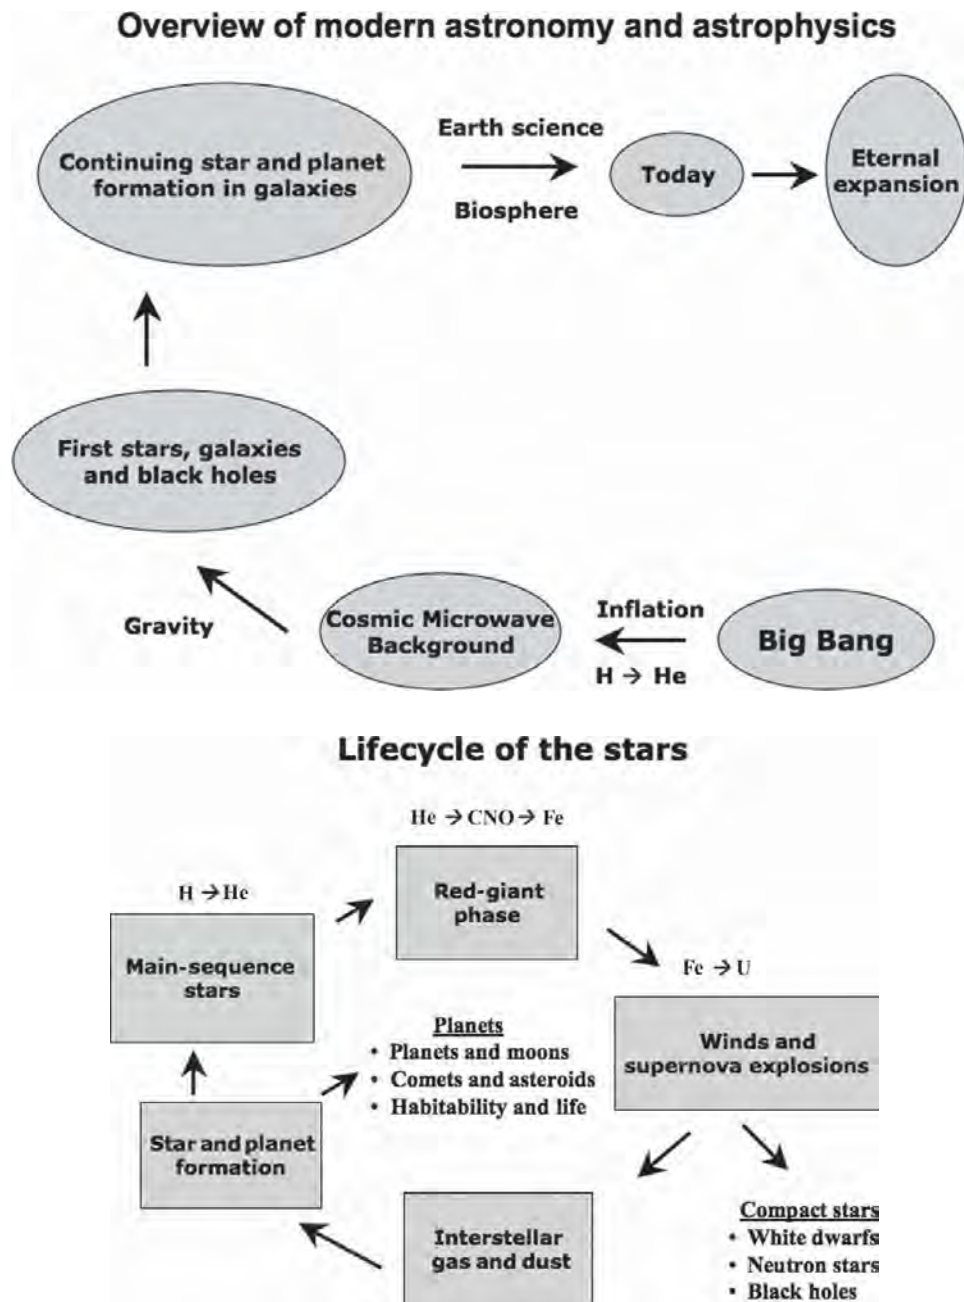 Overview of modern astronomy and astrophysics
Continuing star and planet
formation in galaxies
Earth science
Biosphere
Today
Eternal
expansion
First stars, galaxies
and black holes
Gravity
Cosmic Microwave
Background
Inflation
H → He
Big Bang
Lifecycle of the stars
He → CNO → Fe
Red-giant
phase
H → He
Main-sequence
stars
Fe → U
Winds and
supernova explosions
Planets
• Planets and moons
• Comets and asteroids
• Habitability and life
Star and planet
formation
Interstellar
gas and dust
Compact stars
• White dwarfs
• Neutron stars
• Black holes